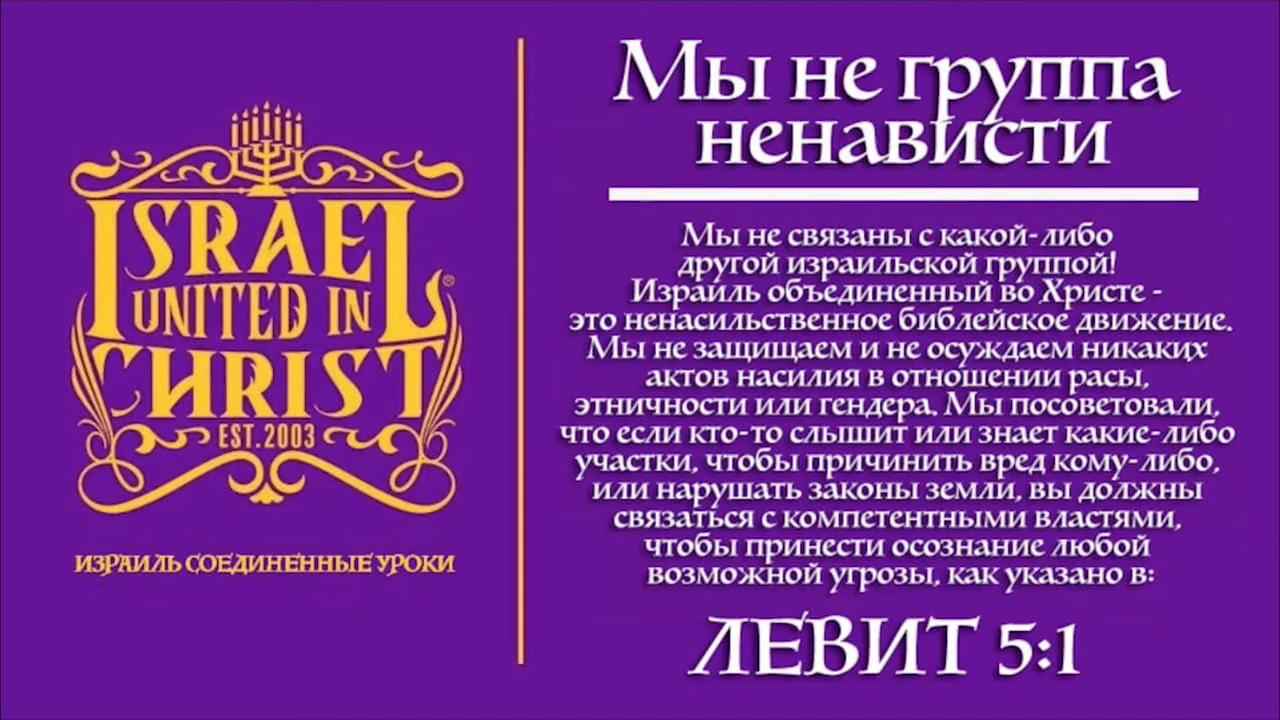 ISRAEL
UNITED IN
CHRIST
EST. 2003
ИЗРАИЛЬ СОЕДИНЕННЫЕ УРОКИ
Мы не группа
ненависти
Мы не связаны с какой-либо
другой израильской группой!
Израиль объединенный во Христе -
это ненасильственное библейское движение.
Мы не защищаем и не осуждаем никаких
актов насилия в отношении расы,
этничности или гендера. Мы посоветовали,
что если кто-то слышит или знает какие-либо
участки, чтобы причинить вред кому-либо,
или нарушать законы земли, вы должны
связаться с компетентными властями,
чтобы принести осознание любой
возможной угрозы, как указано в:
ЛЕВИТ 5:1